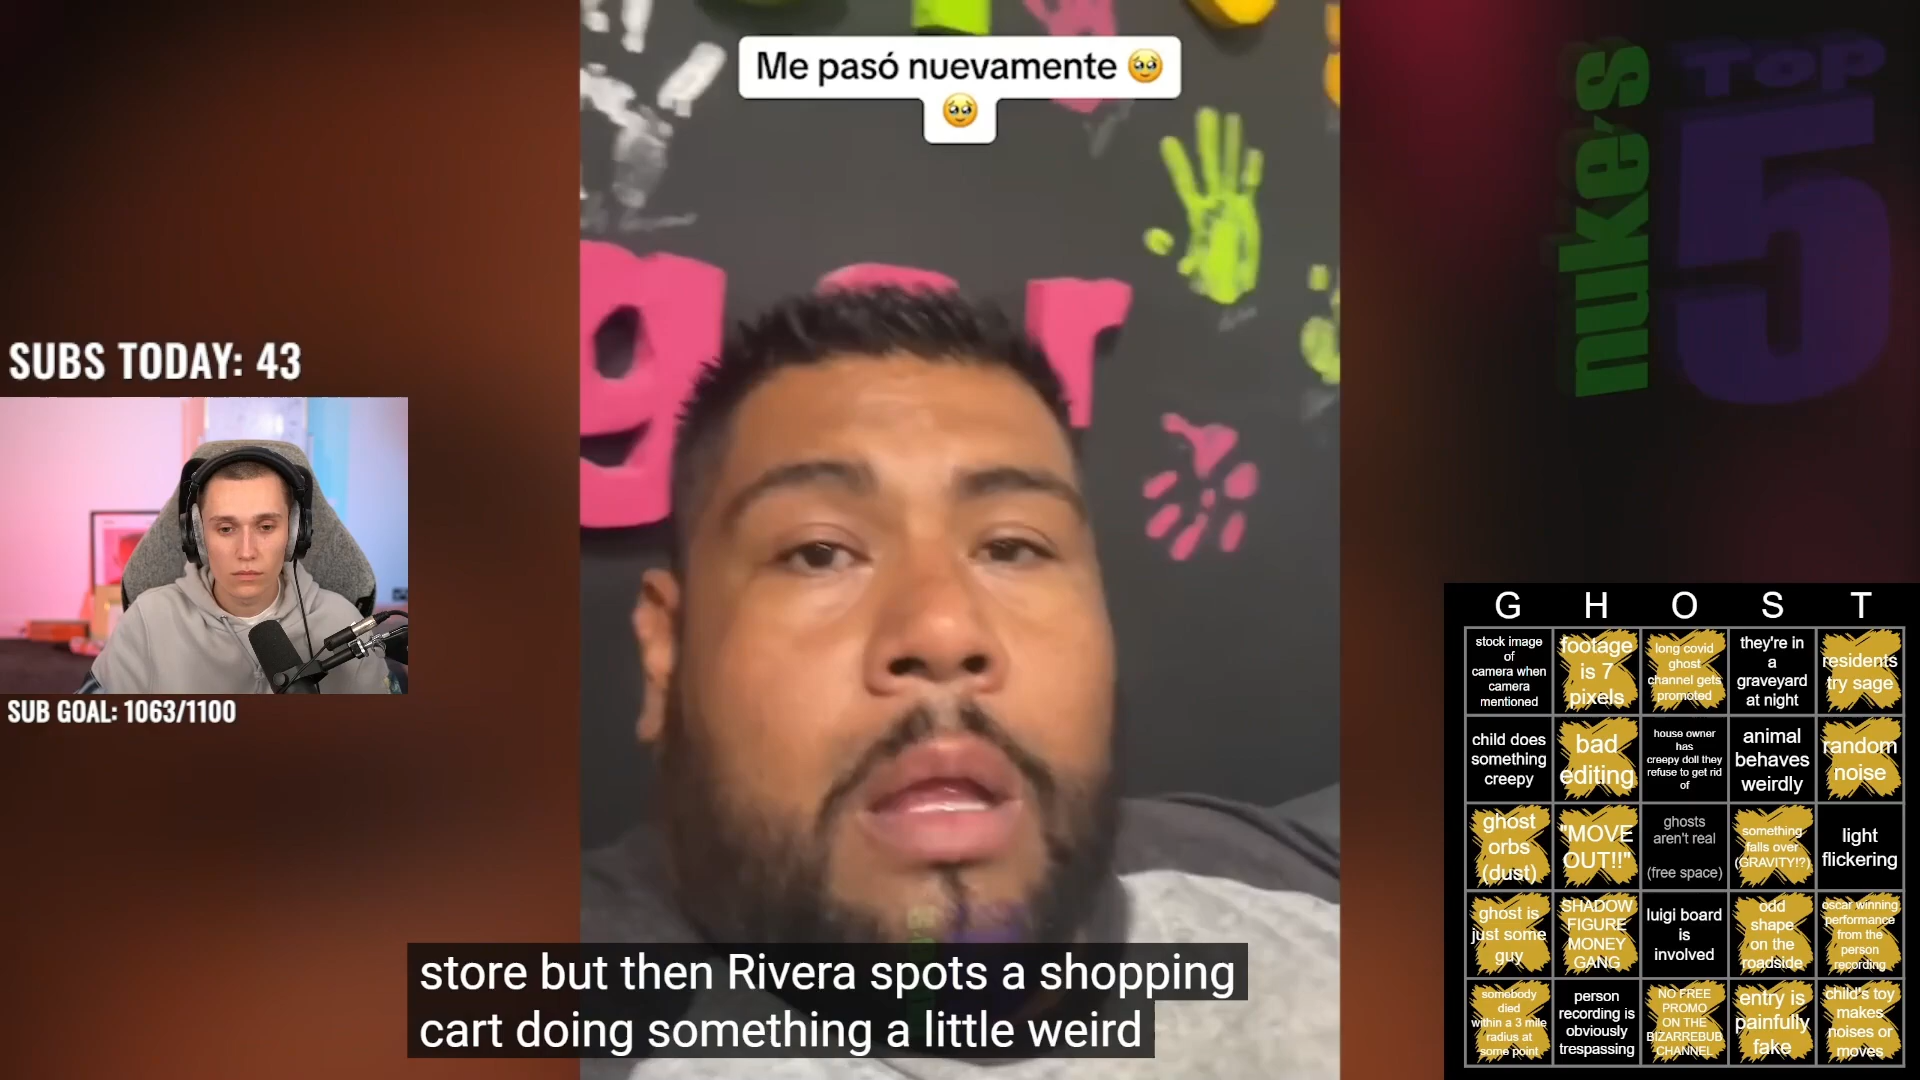 Me pasó nuevamente 🥹
🥹
nuke's
Top
5
SUBS TODAY: 43
SUB GOAL: 1063/1100
store but then Rivera spots a shopping
cart doing something a little weird
G H O S T
stock image
of
camera when
camera
mentioned
footage
is 7
pixels
long covid
ghost
channel gets
promoted
they're in
a
graveyard
at night
residents
try sage
child does
something
creepy
bad
editing
house owner
has
creepy doll they
refuse to get rid
of
animal
behaves
weirdly
random
noise
ghost
orbs
(dust)
"MOVE
OUT!!"
ghosts
aren't real
(free space)
something
falls over
(GRAVITY!?)
light
flickering
ghost is
just some
guy
SHADOW
FIGURE
MONEY
GANG
luigi board
is
involved
odd
shape
on the
roadside
oscar winning
performance
from the
person
recording
somebody
died
within a 3 mile
radius at
some point
person
recording is
obviously
trespassing
NO FREE
PROMO
ON THE
BIZARREBUB
CHANNEL
entry is
painfully
fake
child's toy
makes
noises or
moves